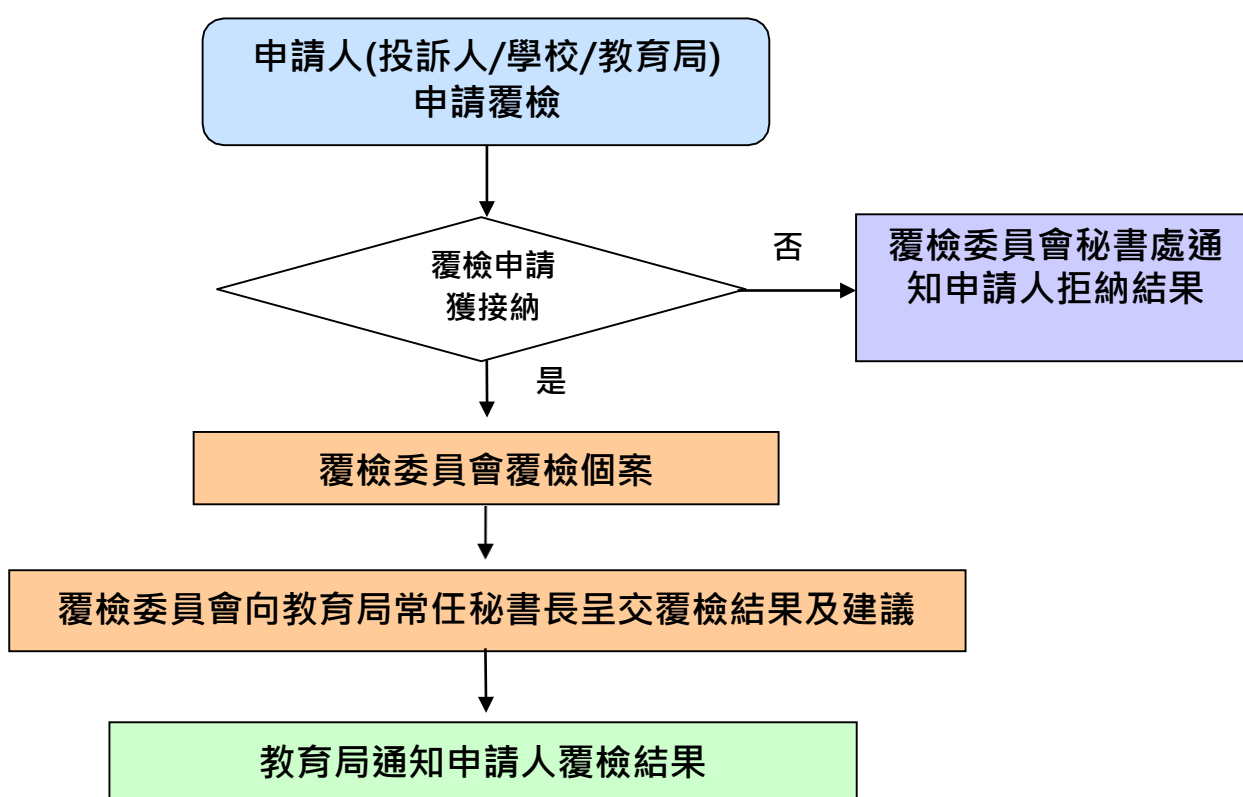 申請人(投訴人/學校/教育局)
申請覆檢
覆檢申請
獲接納
否
覆檢委員會秘書處通
知申請人拒納結果
是
覆檢委員會覆檢個案
覆檢委員會向教育局常任秘書長呈交覆檢結果及建議
教育局通知申請人覆檢結果